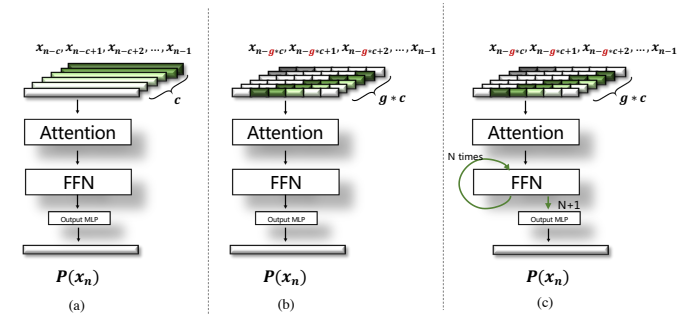 x_{n-c}, x_{n-c+1}, x_{n-c+2}, ..., x_{n-1}
c
Attention
FFN
Output MLP
P(x_n)
(a)
x_{n-g*c}, x_{n-g*c+1}, x_{n-g*c+2}, ..., x_{n-1}
g * c
Attention
FFN
Output MLP
P(x_n)
(b)
x_{n-g*c}, x_{n-g*c+1}, x_{n-g*c+2}, ..., x_{n-1}
g * c
Attention
N times
FFN
N+1
Output MLP
P(x_n)
(c)